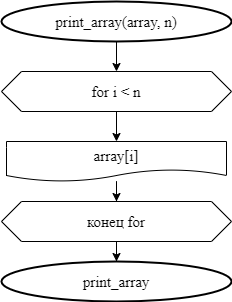 print_array(array, n)
for i < n
array[i]
конец for
print_array